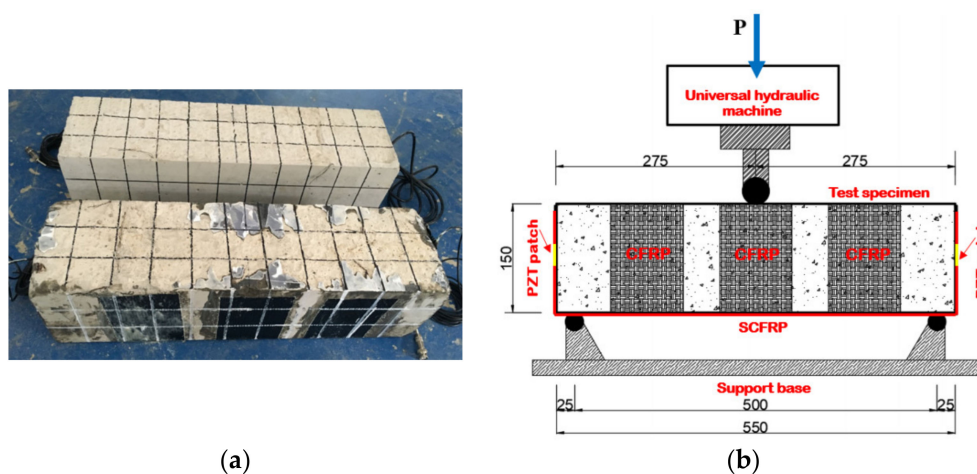 P
Universal hydraulic
machine
275
275
Test specimen
150
PZT patch
CFRP
CFRP
CFRP
SCFRP
Support base
25
500
25
550
(a)
(b)